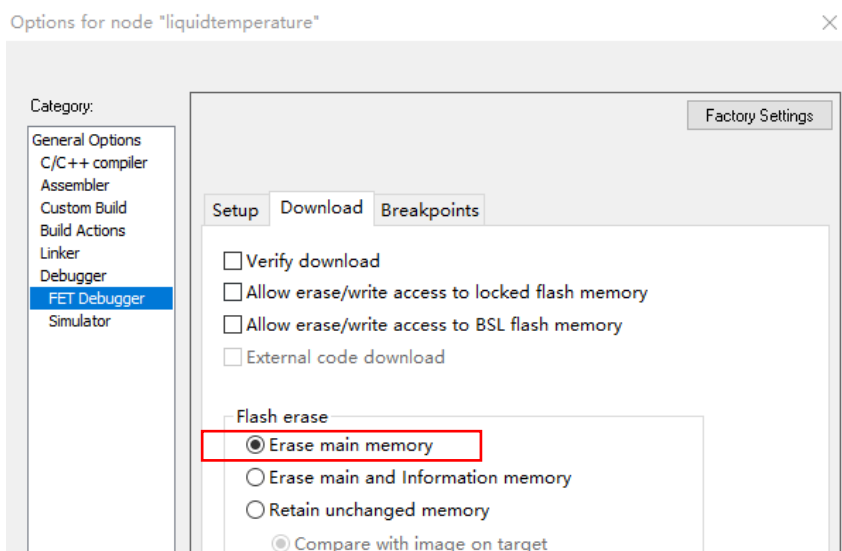 Options for node "liquidtemperature"
Category:
Factory Settings
General Options
C/C++ compiler
Assembler
Custom Build
Build Actions
Linker
Debugger
FET Debugger
Simulator
Setup Download Breakpoints
Verify download
Allow erase/write access to locked flash memory
Allow erase/write access to BSL flash memory
External code download
Flash erase
Erase main memory
Erase main and Information memory
Retain unchanged memory
Compare with image on target